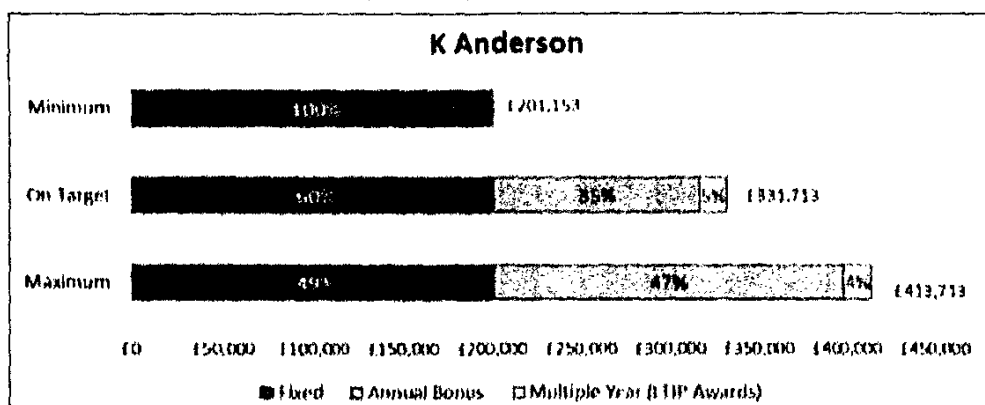 K Anderson
Minimum 100% £201,153
On Target 60% 35% 5% £331,713
Maximum 49% 47% 4% £413,713
£0 £50,000 £100,000 £150,000 £200,000 £250,000 £300,000 £350,000 £400,000 £450,000
Fixed Annual Bonus Multiple Year (LTIP Awards)